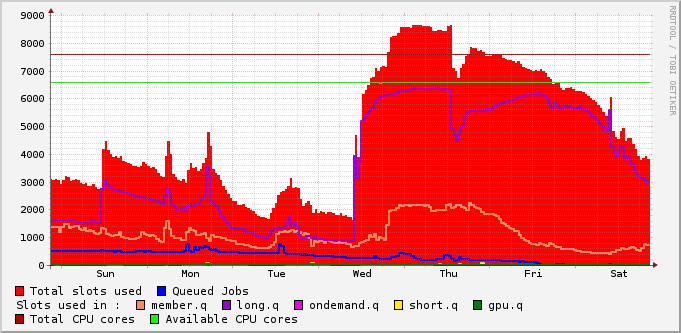 9000
8000
7000
6000
5000
4000
3000
2000
1000
0
Sun Mon Tue Wed Thu Fri Sat
Total slots used Queued Jobs
Slots used in : member.q long.q ondemand.q short.q gpu.q
Total CPU cores Available CPU cores
RRDTOOL / TOBI OETIKER